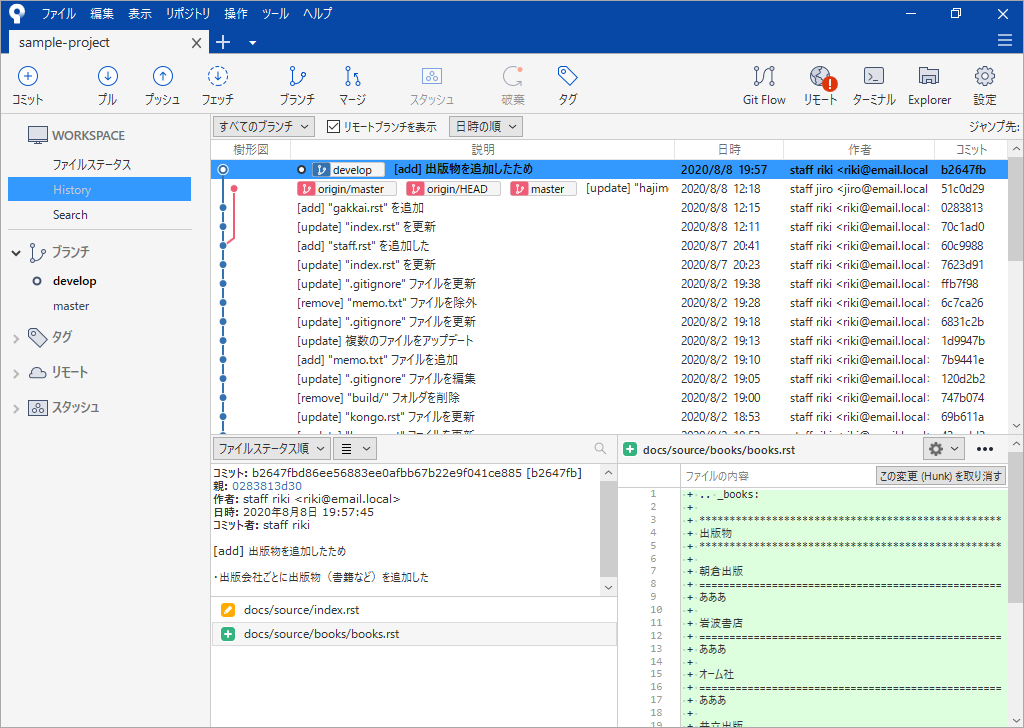 ファイル 編集 表示 リポジトリ 操作 ツール ヘルプ
sample-project
コミット プル プッシュ フェッチ ブランチ マージ スタッシュ 破棄 タグ Git Flow リモート ターミナル Explorer 設定
WORKSPACE
ファイルステータス
History
Search
ブランチ
develop
master
タグ
リモート
スタッシュ
すべてのブランチ リモートブランチを表示 日時の順 ジャンプ先:
樹形図 説明 日時 作者 コミット
develop [add] 出版物を追加したため 2020/8/8 19:57 staff riki <riki@email.local b2647fb
origin/master origin/HEAD master [update] "hajim 2020/8/8 12:18 staff jiro <jiro@email.local> 51c0d29
[add] "gakkai.rst" を追加 2020/8/8 12:15 staff riki <riki@email.local> 0283813
[update] "index.rst" を更新 2020/8/8 12:11 staff riki <riki@email.local> 70c1ad0
[add] "staff.rst" を追加した 2020/8/7 20:41 staff riki <riki@email.local> 60c9988
[update] "index.rst" を更新 2020/8/7 20:23 staff riki <riki@email.local> 7623d91
[update] ".gitignore" ファイルを更新 2020/8/2 19:38 staff riki <riki@email.local> ffb7f98
[remove] "memo.txt" ファイルを除外 2020/8/2 19:28 staff riki <riki@email.local> 6c7ca26
[update] ".gitignore" ファイルを更新 2020/8/2 19:18 staff riki <riki@email.local> 6831c2b
[update] 複数のファイルをアップデート 2020/8/2 19:13 staff riki <riki@email.local> 1d9947b
[add] "memo.txt" ファイルを追加 2020/8/2 19:10 staff riki <riki@email.local> 7b9441e
[update] ".gitignore" ファイルを編集 2020/8/2 19:05 staff riki <riki@email.local> 120d2b2
[remove] "build/" フォルダを削除 2020/8/2 19:00 staff riki <riki@email.local> 747b074
[update] "kongo.rst" ファイルを更新 2020/8/2 18:53 staff riki <riki@email.local> 69b611a
ファイルステータス順
コミット: b2647fbd86ee56883ee0afbb67b22e9f041ce885 [b2647fb]
親: 0283813d30
作者: staff riki <riki@email.local>
日時: 2020年8月8日 19:57:45
コミット者: staff riki
[add] 出版物を追加したため
・出版会社ごとに出版物（書籍など）を追加した
docs/source/index.rst
docs/source/books/books.rst
docs/source/books/books.rst
ファイルの内容 この変更 (Hunk) を取り消す
1 + .. _books:
2 +
3 + **************************************************
4 + 出版物
5 + **************************************************
6 +
7 + 朝倉出版
8 + ==================================================
9 + あああ
10 +
11 + 岩波書店
12 + ==================================================
13 + あああ
14 +
15 + オーム社
16 + ==================================================
17 + あああ
18 +
19 + 共立出版